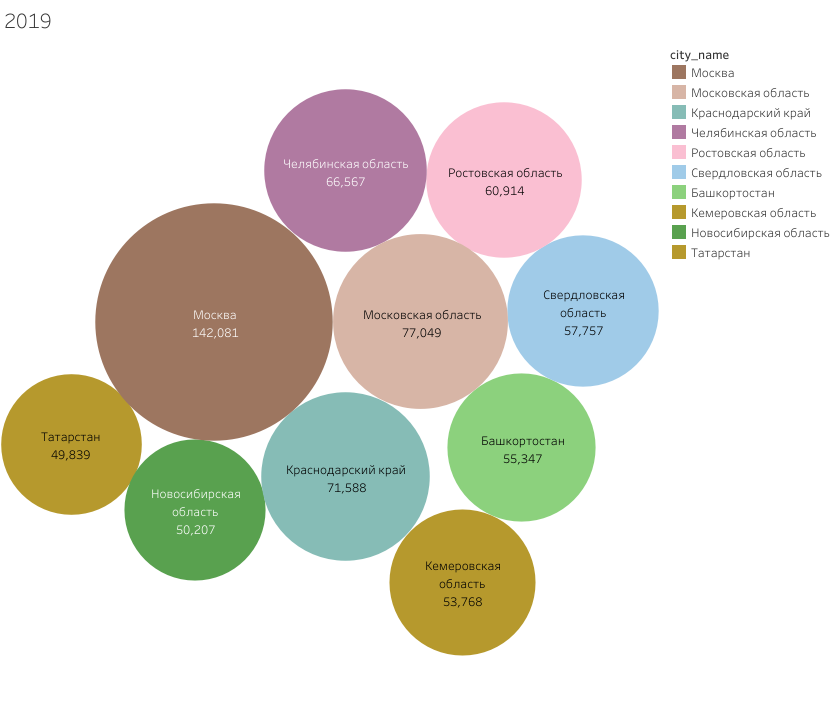 2019
city_name
Москва
Московская область
Краснодарский край
Челябинская область
Ростовская область
Свердловская область
Башкортостан
Кемеровская область
Новосибирская область
Татарстан
Челябинская область
66,567
Ростовская область
60,914
Москва
142,081
Московская область
77,049
Свердловская
область
57,757
Татарстан
49,839
Новосибирская
область
50,207
Краснодарский край
71,588
Башкортостан
55,347
Кемеровская
область
53,768